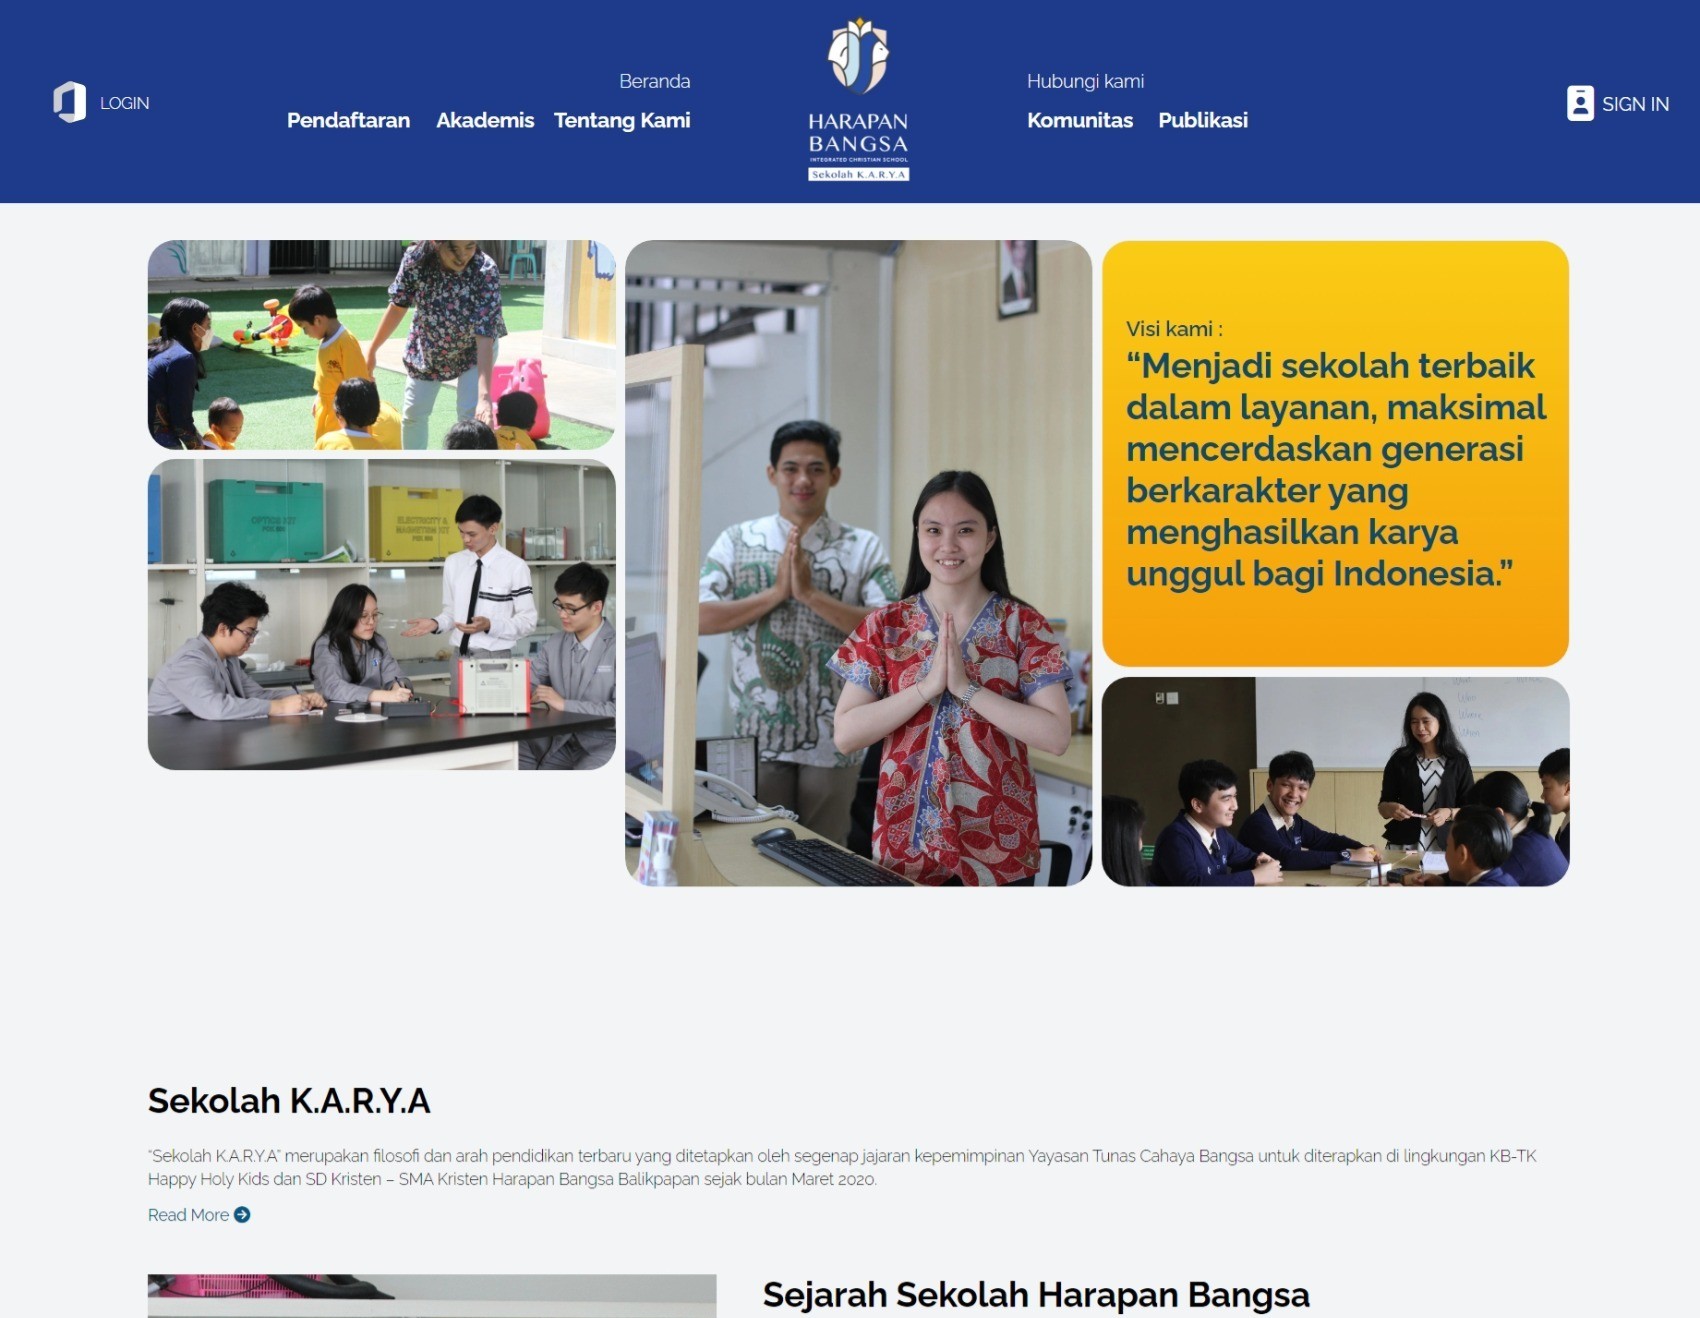 LOGIN
Beranda
Pendaftaran Akademis Tentang Kami
HARAPAN
BANGSA
INTEGRATED CHRISTIAN SCHOOL
Sekolah K.A.R.Y.A
Hubungi kami
Komunitas Publikasi
SIGN IN
OPTICS KIT
ELECTRICITY &
MAGNETISM KIT
Visi kami :
“Menjadi sekolah terbaik
dalam layanan, maksimal
mencerdaskan generasi
berkarakter yang
menghasilkan karya
unggul bagi Indonesia.”
Sekolah K.A.R.Y.A
“Sekolah K.A.R.Y.A” merupakan filosofi dan arah pendidikan terbaru yang ditetapkan oleh segenap jajaran kepemimpinan Yayasan Tunas Cahaya Bangsa untuk diterapkan di lingkungan KB-TK
Happy Holy Kids dan SD Kristen – SMA Kristen Harapan Bangsa Balikpapan sejak bulan Maret 2020.
Read More
Sejarah Sekolah Harapan Bangsa